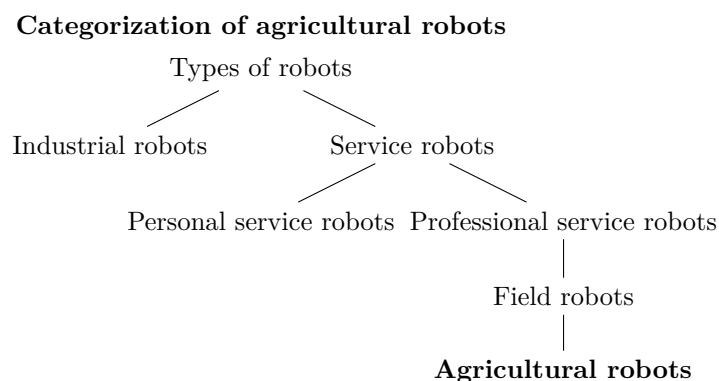 Categorization of agricultural robots
Types of robots
Industrial robots Service robots
Personal service robots Professional service robots
Field robots
Agricultural robots